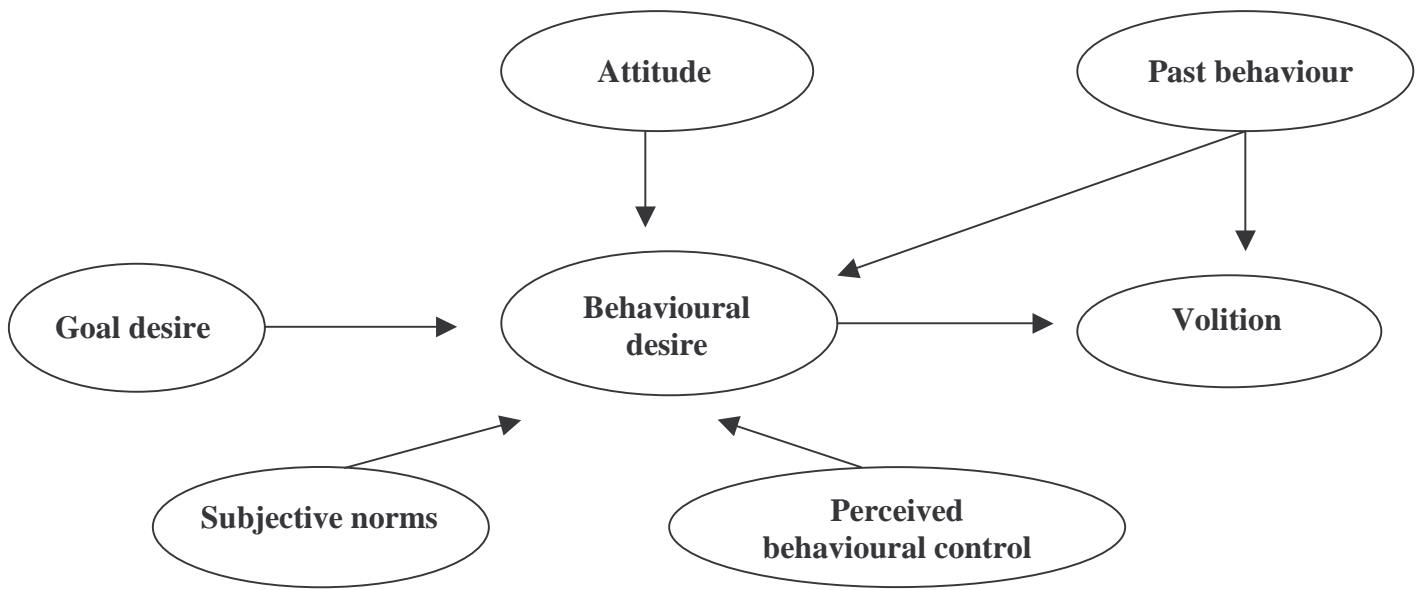 Attitude
Past behaviour
Goal desire
Behavioural
desire
Volition
Subjective norms
Perceived
behavioural control